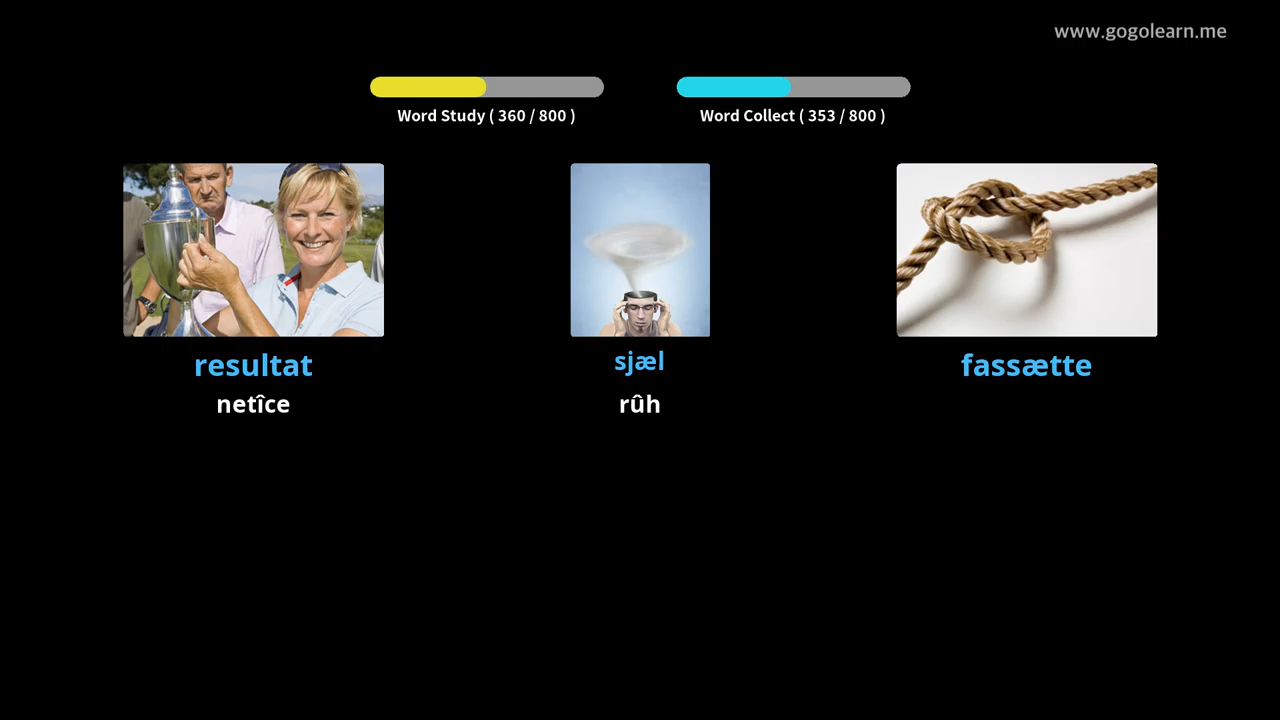 www.gogolearn.me
Word Study ( 360 / 800 )
Word Collect ( 353 / 800 )
resultat
sjæl
fassætte
netîce
rûh